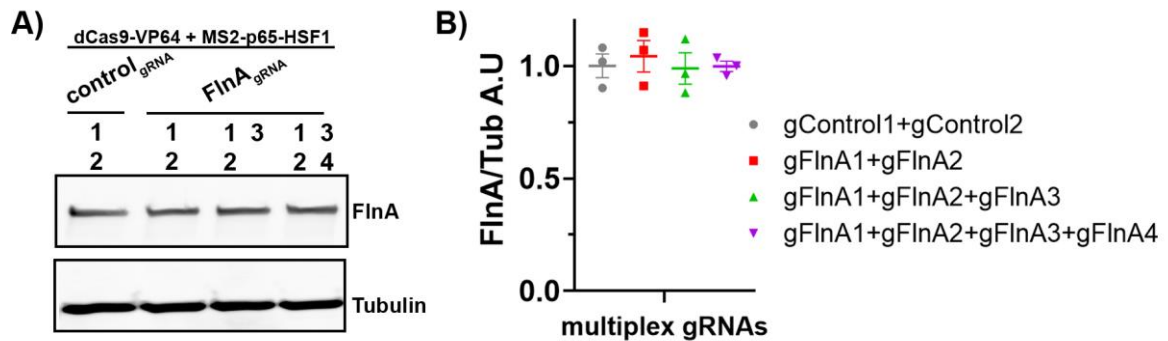 A)
dCas9-VP64 + MS2-p65-HSF1
control gRNA
FlnA gRNA
1 1 1 3 1 3
2 2 2 2 4
FlnA
Tubulin
B)
FlnA/Tub A.U
1.0
0.5
0.0
multiplex gRNAs
gControl1+gControl2
gFlnA1+gFlnA2
gFlnA1+gFlnA2+gFlnA3
gFlnA1+gFlnA2+gFlnA3+gFlnA4